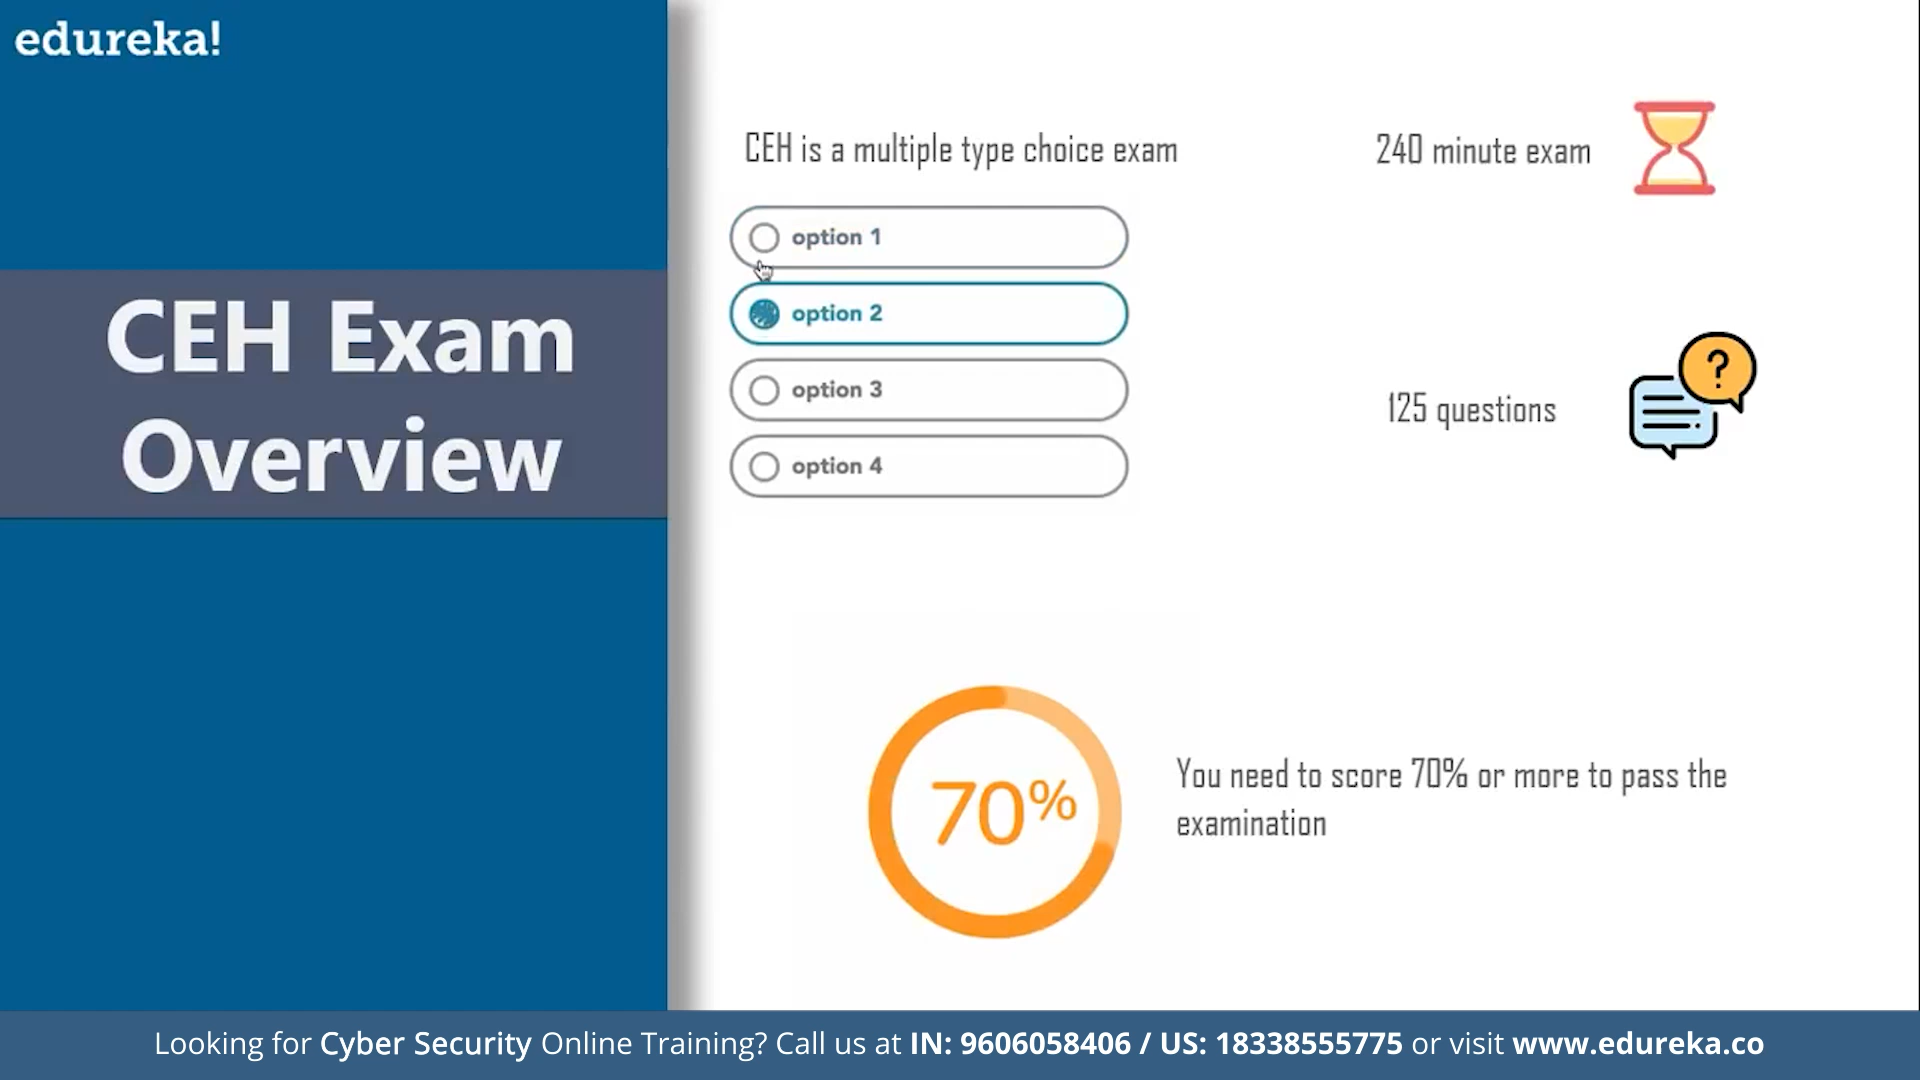 edureka!
CEH Exam
Overview
CEH is a multiple type choice exam
option 1
option 2
option 3
option 4
240 minute exam
125 questions
?
70%
You need to score 70% or more to pass the
examination
Looking for Cyber Security Online Training? Call us at IN: 9606058406 / US: 18338555775 or visit www.edureka.co